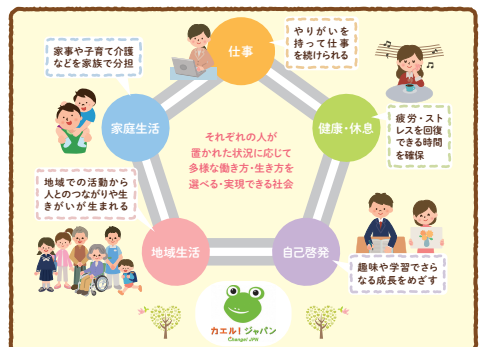 仕事
やりがいを
持って仕事
を続けられる
家事や子育て介護
などを家族で分担
家庭生活
健康・休息
疲労・スト
レスを回復
できる時間
を確保
それぞれの人が
置かれた状況に応じて
多様な働き方・生き方を
選べる・実現できる社会
地域での活動から
人とのつながりや生
きがいが生まれる
地域生活
自己啓発
趣味や学習でさら
なる成長をめざす
カエル！ジャパン
Change! JPN